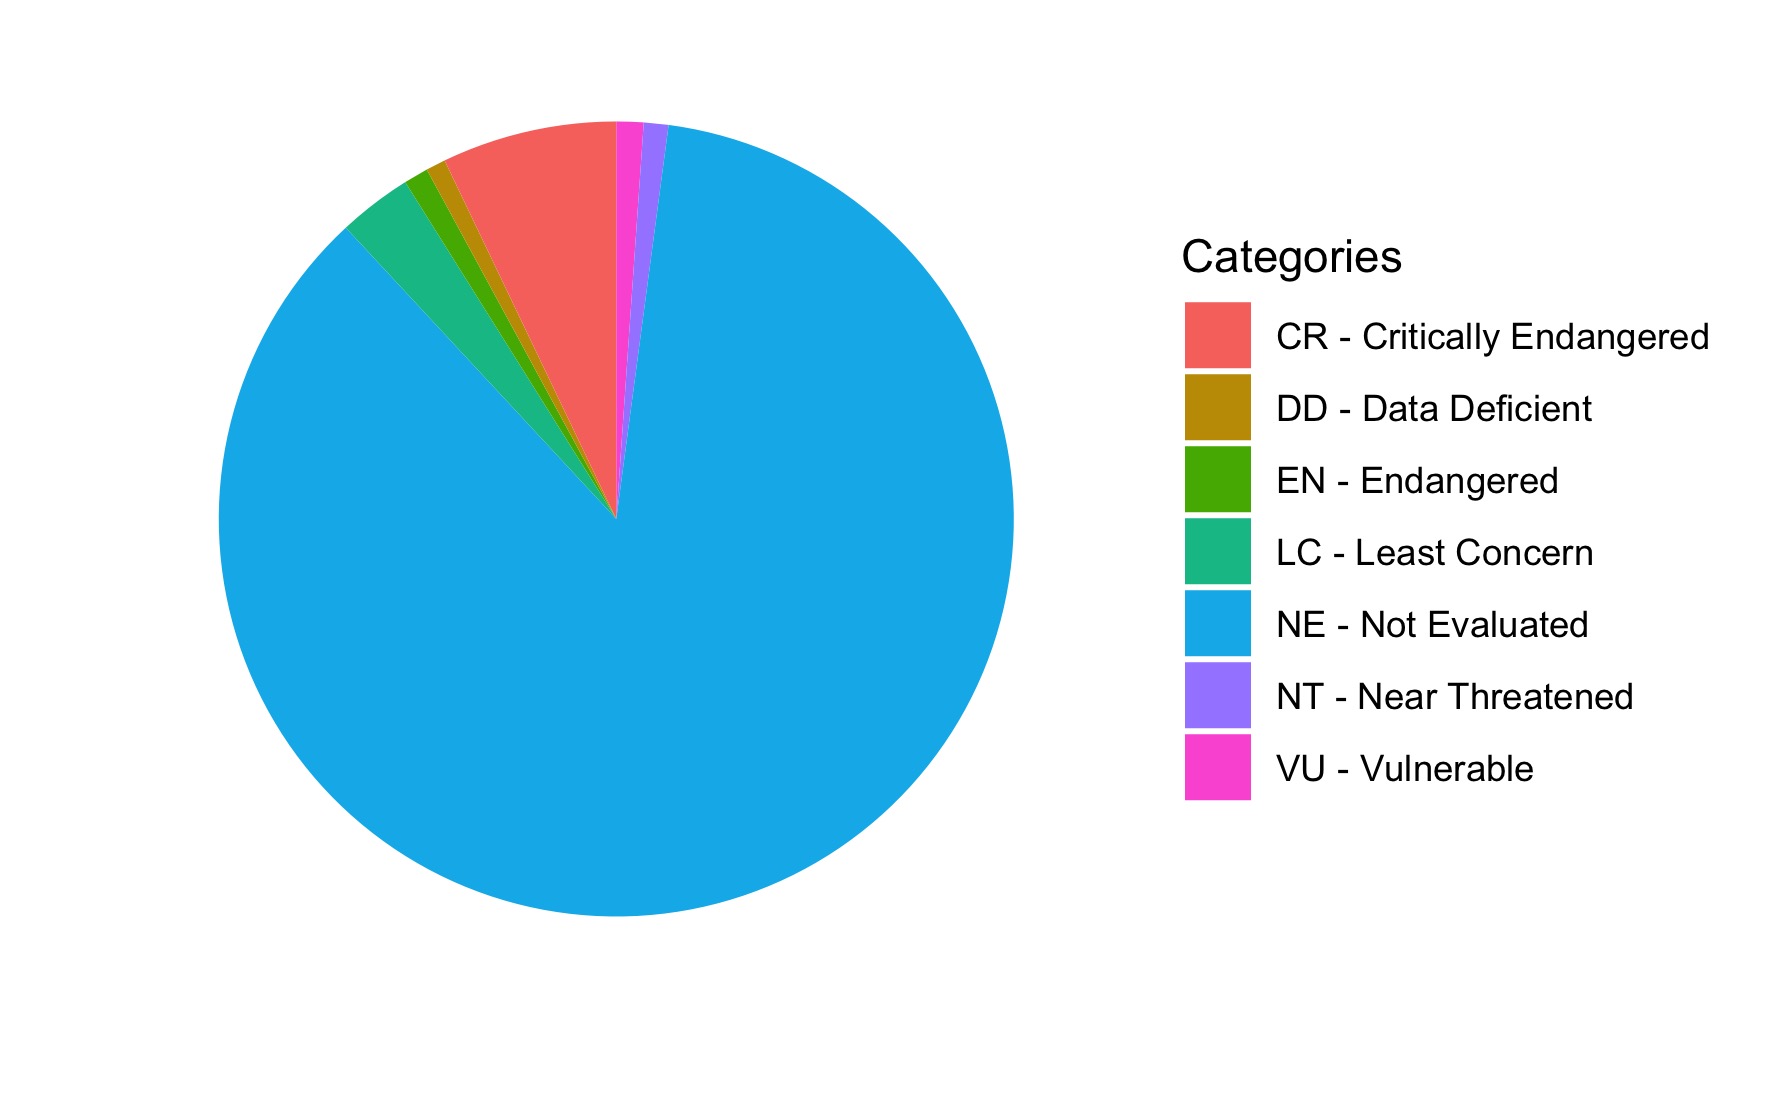 Categories
CR - Critically Endangered
DD - Data Deficient
EN - Endangered
LC - Least Concern
NE - Not Evaluated
NT - Near Threatened
VU - Vulnerable